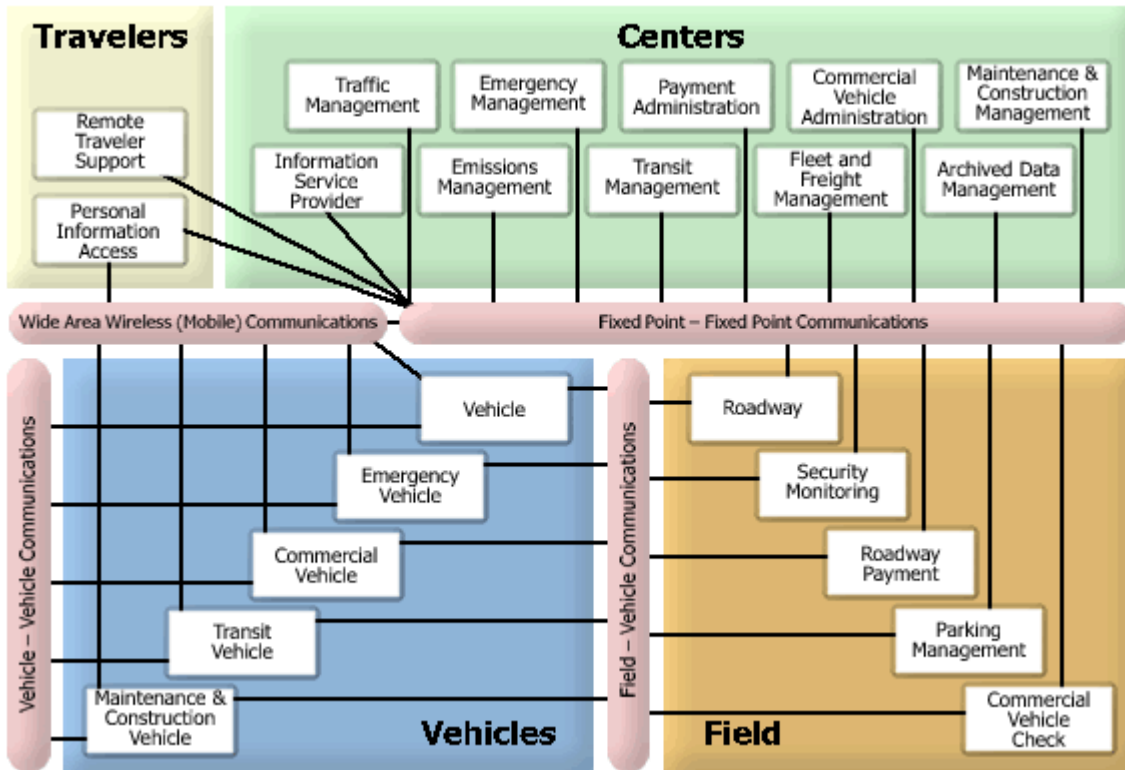 Travelers
Remote
Traveler
Support
Personal
Information
Access
Centers
Traffic
Management
Emergency
Management
Payment
Administration
Commercial
Vehicle
Administration
Maintenance &
Construction
Management
Information
Service
Provider
Emissions
Management
Transit
Management
Fleet and
Freight
Management
Archived Data
Management
Wide Area Wireless (Mobile) Communications
Fixed Point – Fixed Point Communications
Vehicle – Vehicle Communications
Vehicle
Emergency
Vehicle
Commercial
Vehicle
Transit
Vehicle
Maintenance &
Construction
Vehicle
Vehicles
Field – Vehicle Communications
Roadway
Security
Monitoring
Roadway
Payment
Parking
Management
Commercial
Vehicle
Check
Field